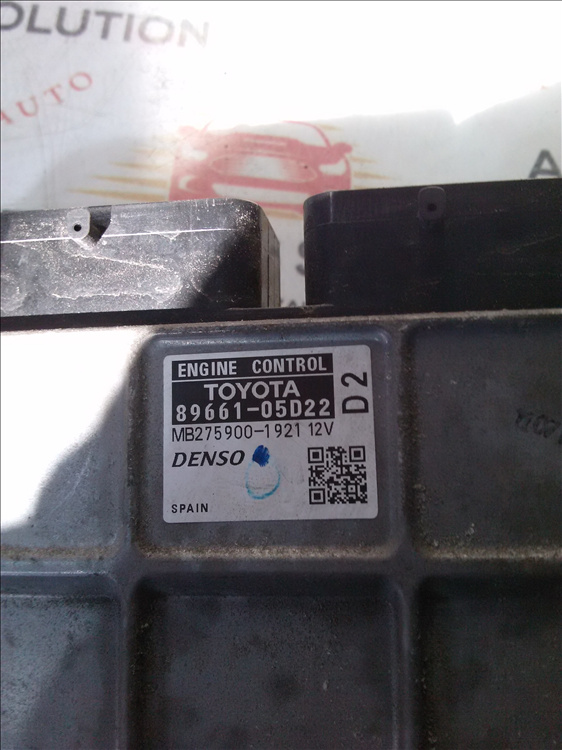 OLUTION
AUTO
ENGINE CONTROL
TOYOTA
89661-05D22
D2
MB275900-1921 12V
DENSO
SPAIN